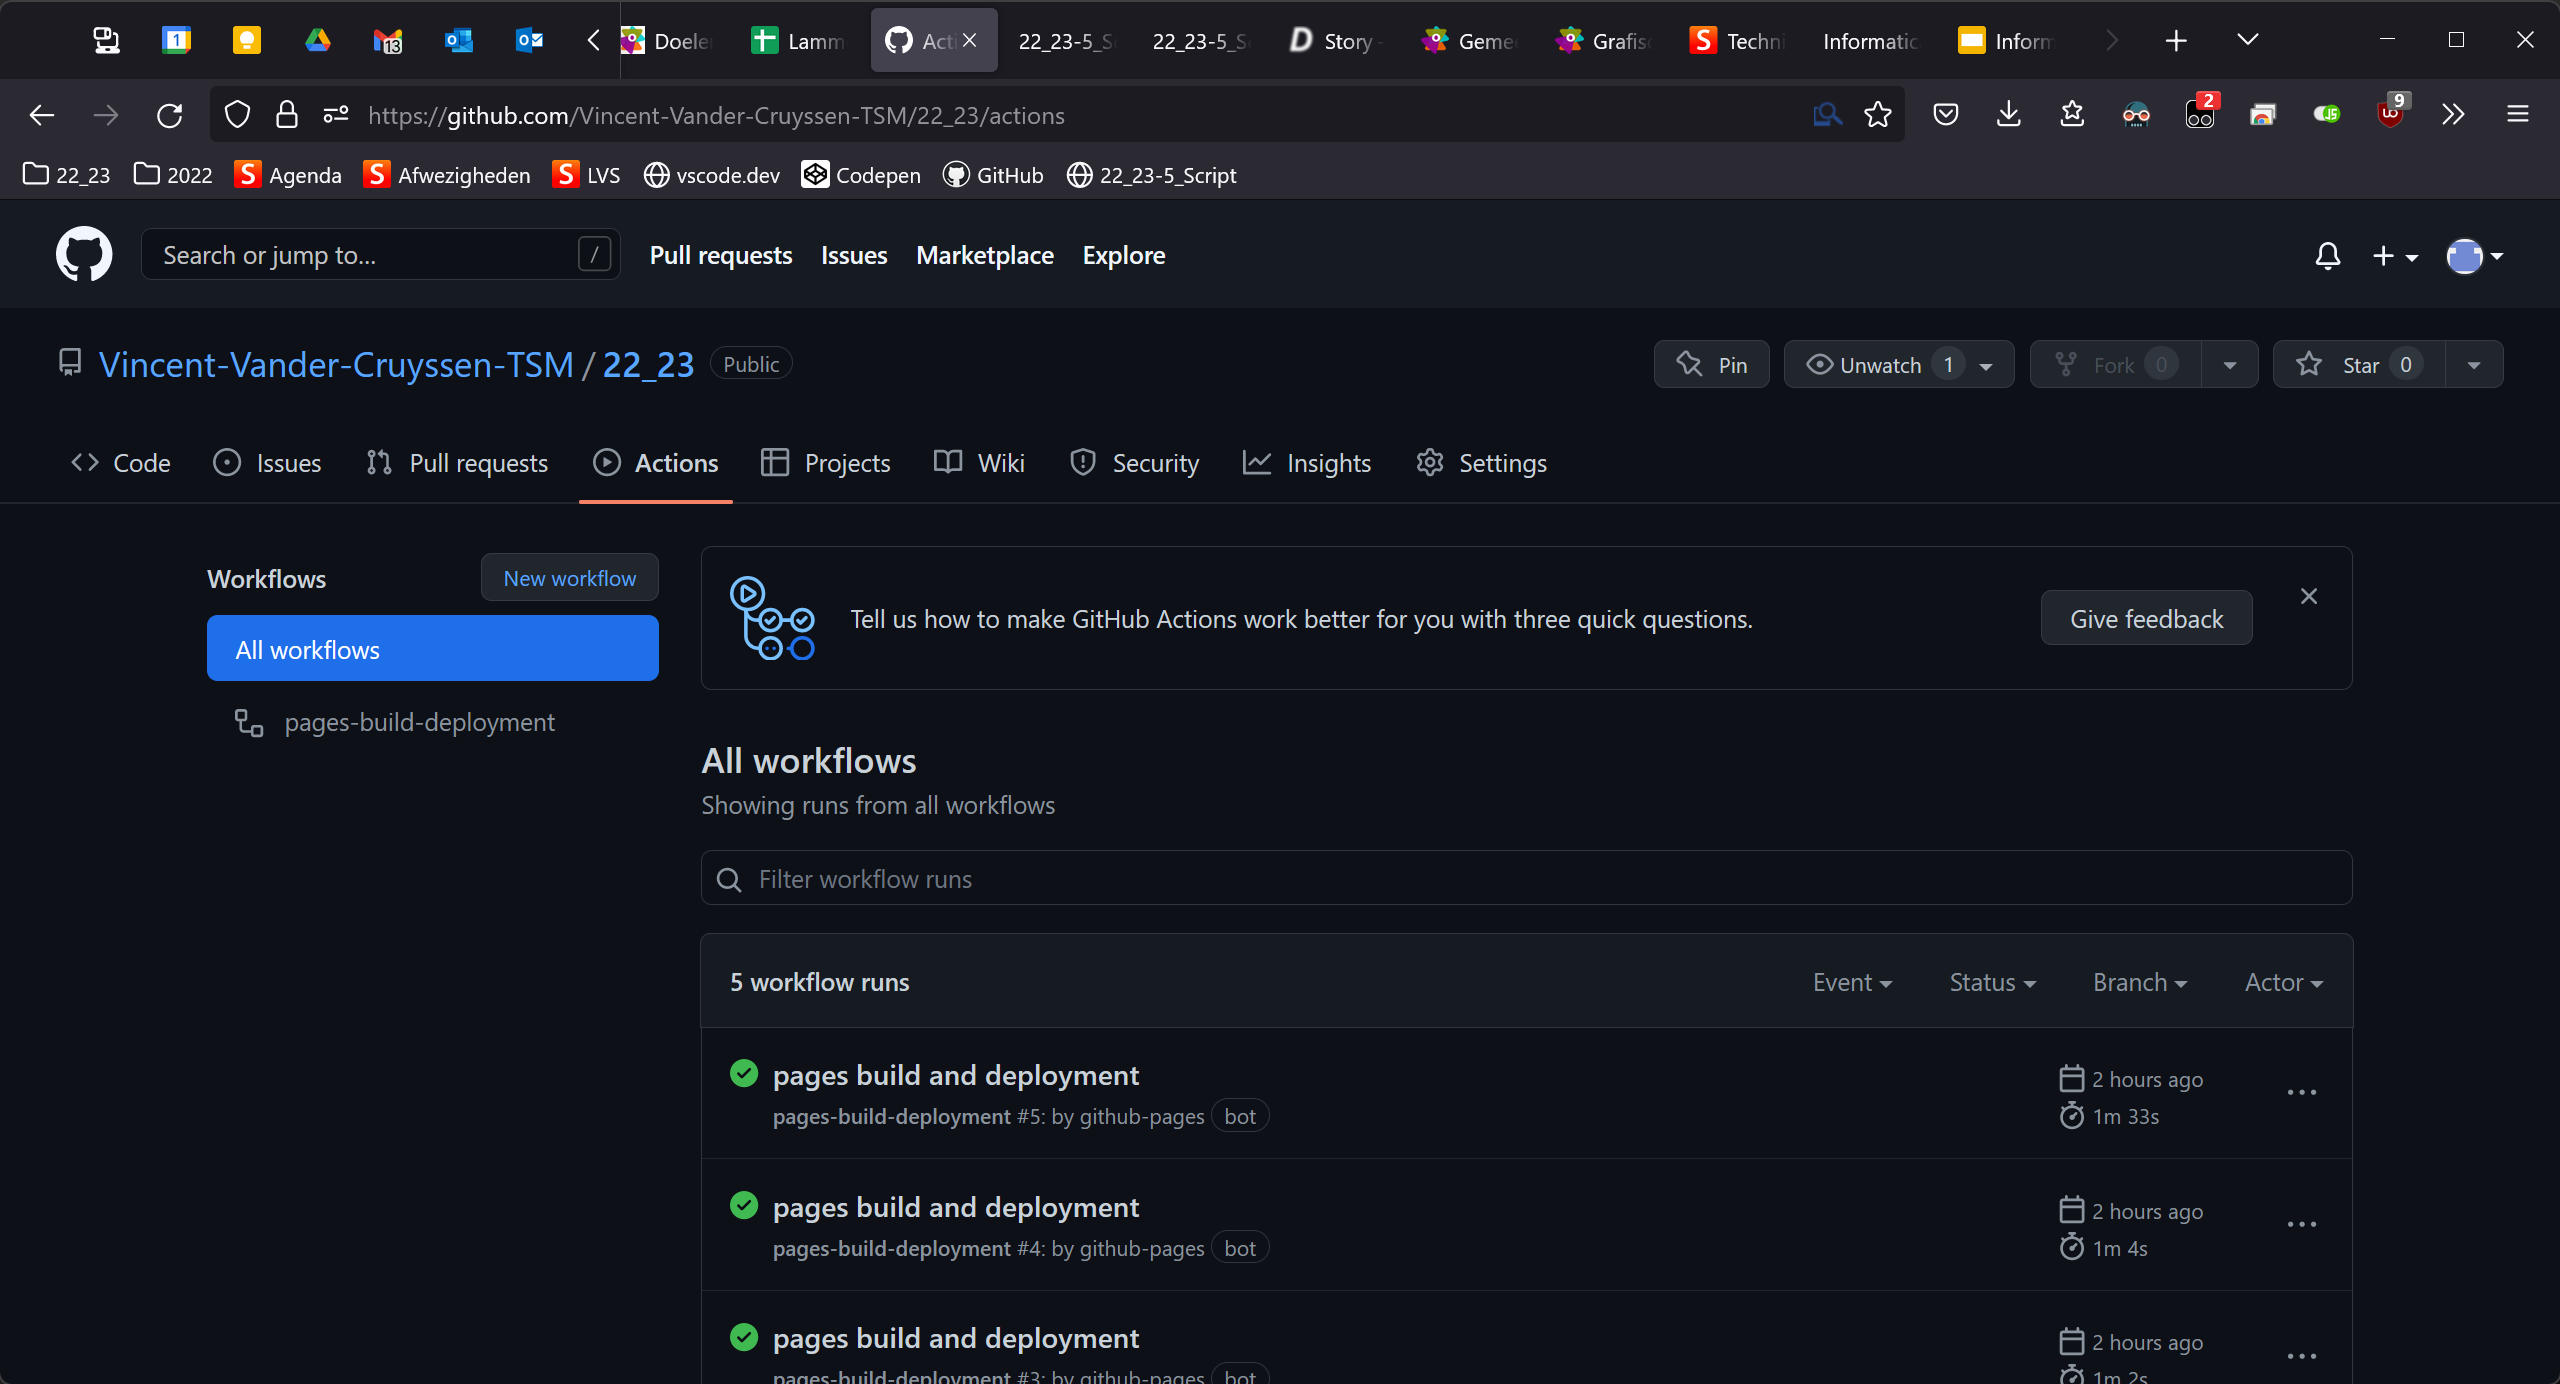 Doele
Lamm
Act
22_23-5_S
22_23-5_S
Story -
Geme
Grafis
Techni
Informatic
Inform
https://github.com/Vincent-Vander-Cruyssen-TSM/22_23/actions
2
9
22_23
2022
Agenda
Afwezigheden
LVS
vscode.dev
Codepen
GitHub
22_23-5_Script
Search or jump to...
/
Pull requests
Issues
Marketplace
Explore
Vincent-Vander-Cruyssen-TSM / 22_23
Public
Pin
Unwatch 1
Fork 0
Star 0
Code
Issues
Pull requests
Actions
Projects
Wiki
Security
Insights
Settings
Workflows
New workflow
All workflows
pages-build-deployment
Tell us how to make GitHub Actions work better for you with three quick questions.
Give feedback
All workflows
Showing runs from all workflows
Filter workflow runs
5 workflow runs
Event
Status
Branch
Actor
pages build and deployment
pages-build-deployment #5: by github-pages bot
2 hours ago
1m 33s
pages build and deployment
pages-build-deployment #4: by github-pages bot
2 hours ago
1m 4s
pages build and deployment
pages-build-deployment #3: by github-pages bot
2 hours ago
1m 2s